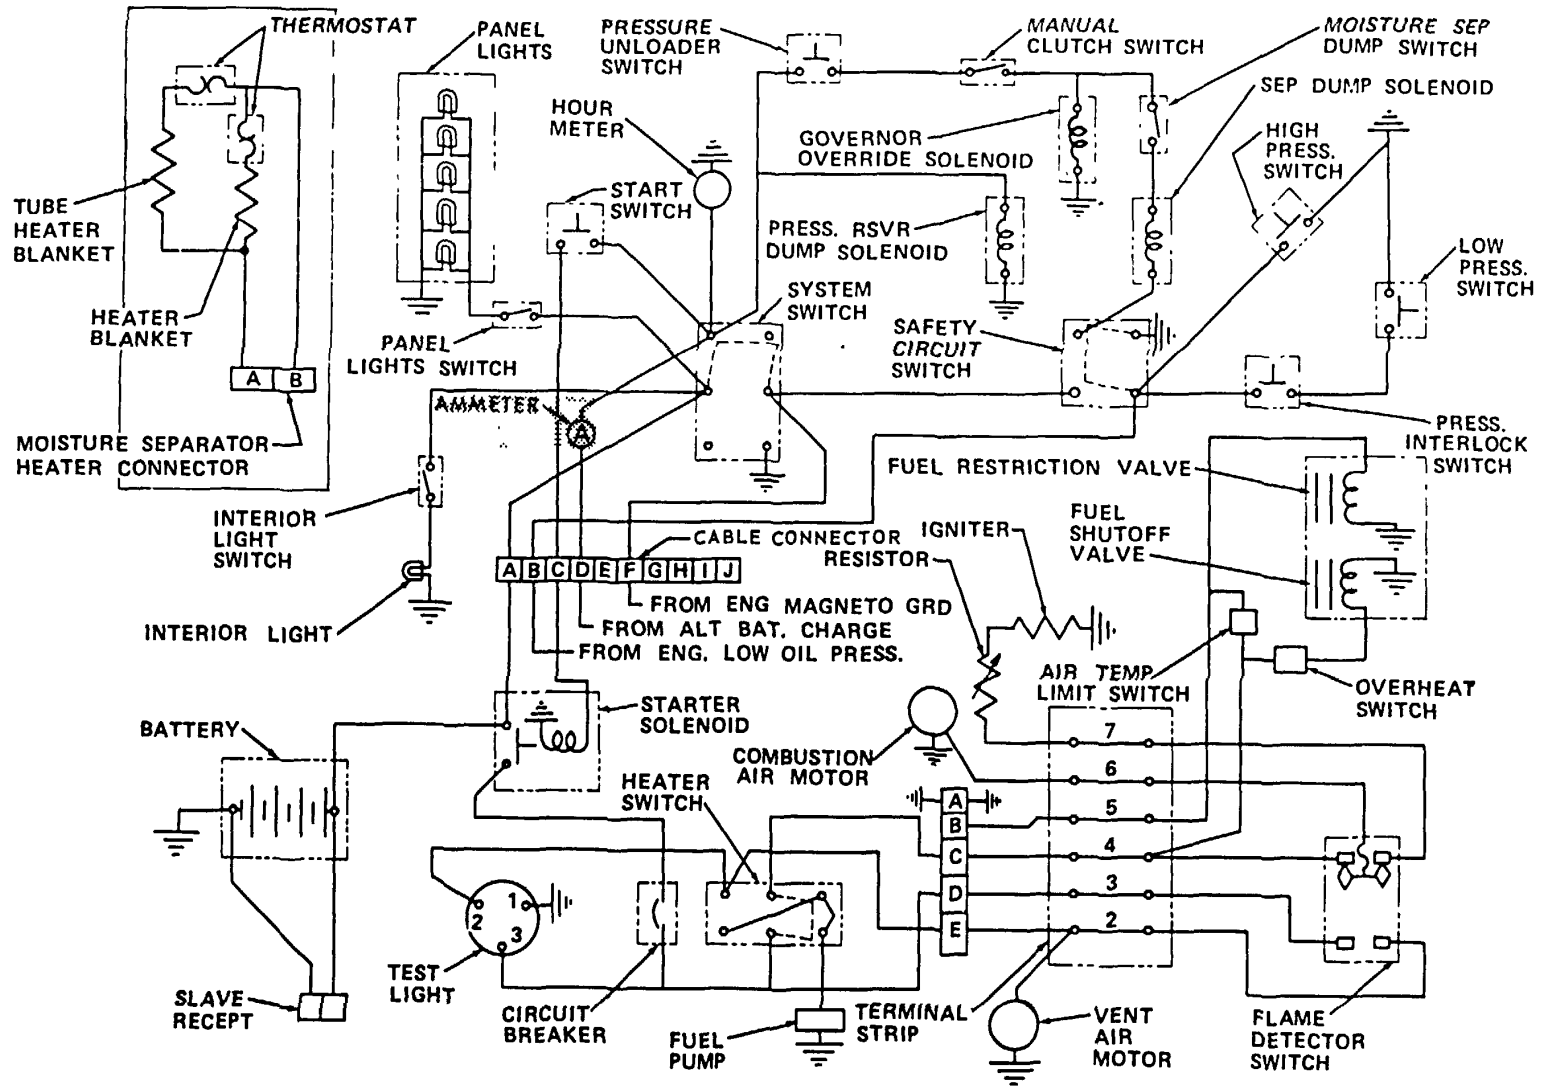 THERMOSTAT
TUBE
HEATER
BLANKET
HEATER
BLANKET
A B
MOISTURE SEPARATOR
HEATER CONNECTOR
PANEL
LIGHTS
PANEL
LIGHTS SWITCH
HOUR
METER
START
SWITCH
PRESSURE
UNLOADER
SWITCH
MANUAL
CLUTCH SWITCH
MOISTURE SEP
DUMP SWITCH
SEP DUMP SOLENOID
GOVERNOR
OVERRIDE SOLENOID
HIGH
PRESS.
SWITCH
PRESS. RSVR
DUMP SOLENOID
LOW
PRESS.
SWITCH
SYSTEM
SWITCH
SAFETY
CIRCUIT
SWITCH
PRESS.
INTERLOCK
SWITCH
AMMETER
A
INTERIOR
LIGHT
SWITCH
INTERIOR LIGHT
CABLE CONNECTOR
A B C D E F G H I J
FROM ENG MAGNETO GRD
FROM ALT BAT. CHARGE
FROM ENG. LOW OIL PRESS.
FUEL RESTRICTION VALVE
FUEL
SHUTOFF
VALVE
IGNITER
RESISTOR
AIR TEMP
LIMIT SWITCH
OVERHEAT
SWITCH
STARTER
SOLENOID
BATTERY
COMBUSTION
AIR MOTOR
HEATER
SWITCH
7
6
5
4
3
2
A
B
C
D
E
1
2
3
TEST
LIGHT
SLAVE
RECEPT
CIRCUIT
BREAKER
FUEL
PUMP
TERMINAL
STRIP
VENT
AIR
MOTOR
FLAME
DETECTOR
SWITCH